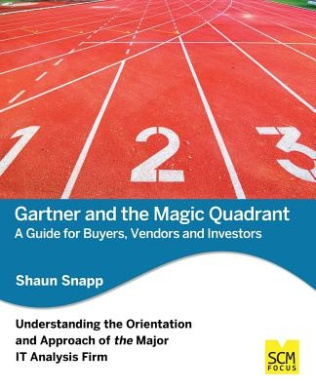 1 2 3
Gartner and the Magic Quadrant
A Guide for Buyers, Vendors and Investors
Shaun Snapp
Understanding the Orientation
and Approach of the Major
IT Analysis Firm
SCM
FOCUS